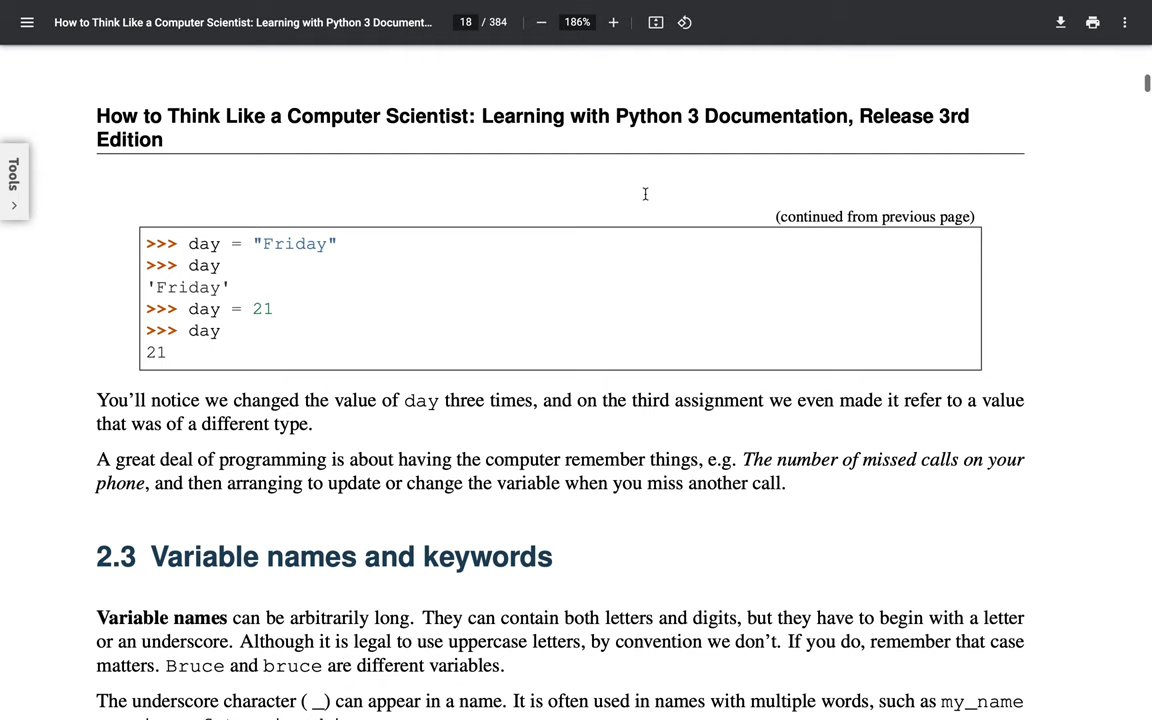 How to Think Like a Computer Scientist: Learning with Python 3 Document...
18 / 384
186%
Tools
How to Think Like a Computer Scientist: Learning with Python 3 Documentation, Release 3rd
Edition
(continued from previous page)
>>> day = "Friday"
>>> day
'Friday'
>>> day = 21
>>> day
21
You'll notice we changed the value of day three times, and on the third assignment we even made it refer to a value
that was of a different type.
A great deal of programming is about having the computer remember things, e.g. The number of missed calls on your
phone, and then arranging to update or change the variable when you miss another call.
2.3 Variable names and keywords
Variable names can be arbitrarily long. They can contain both letters and digits, but they have to begin with a letter
or an underscore. Although it is legal to use uppercase letters, by convention we don't. If you do, remember that case
matters. Bruce and bruce are different variables.
The underscore character ( _) can appear in a name. It is often used in names with multiple words, such as my_name